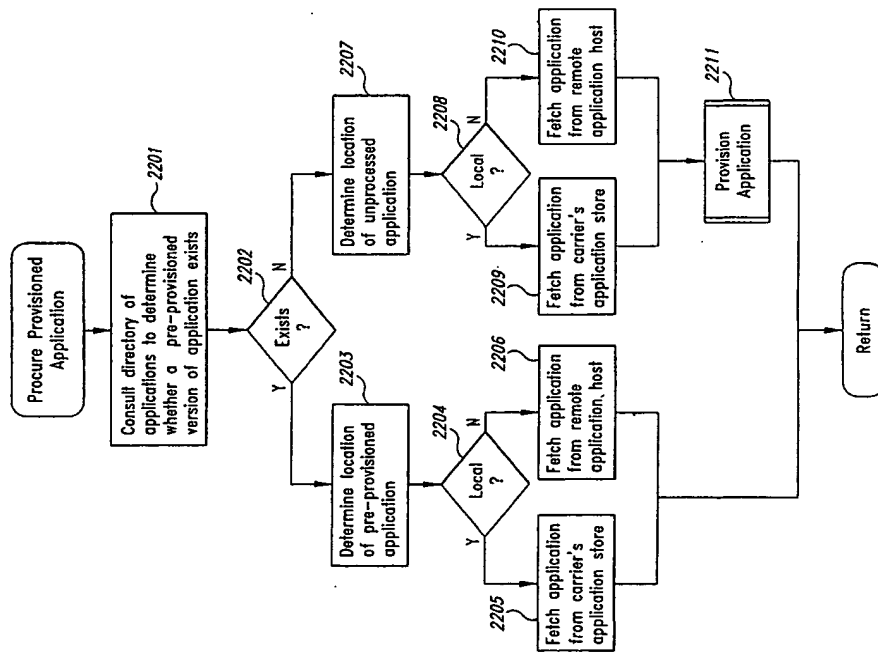 Procure Provisioned
Application
2201
Consult directory of
applications to determine
whether a pre-provisioned
version of application exists
2202
Exists
?
Y
N
2203
Determine location
of pre-provisioned
application
2207
Determine location
of unprocessed
application
2204
Local
?
Y
N
2208
Local
?
Y
N
2205
Fetch application
from carrier's
application store
2206
Fetch application
from remote
application host
2209
Fetch application
from carrier's
application store
2210
Fetch application
from remote
application host
2211
Provision
Application
Return